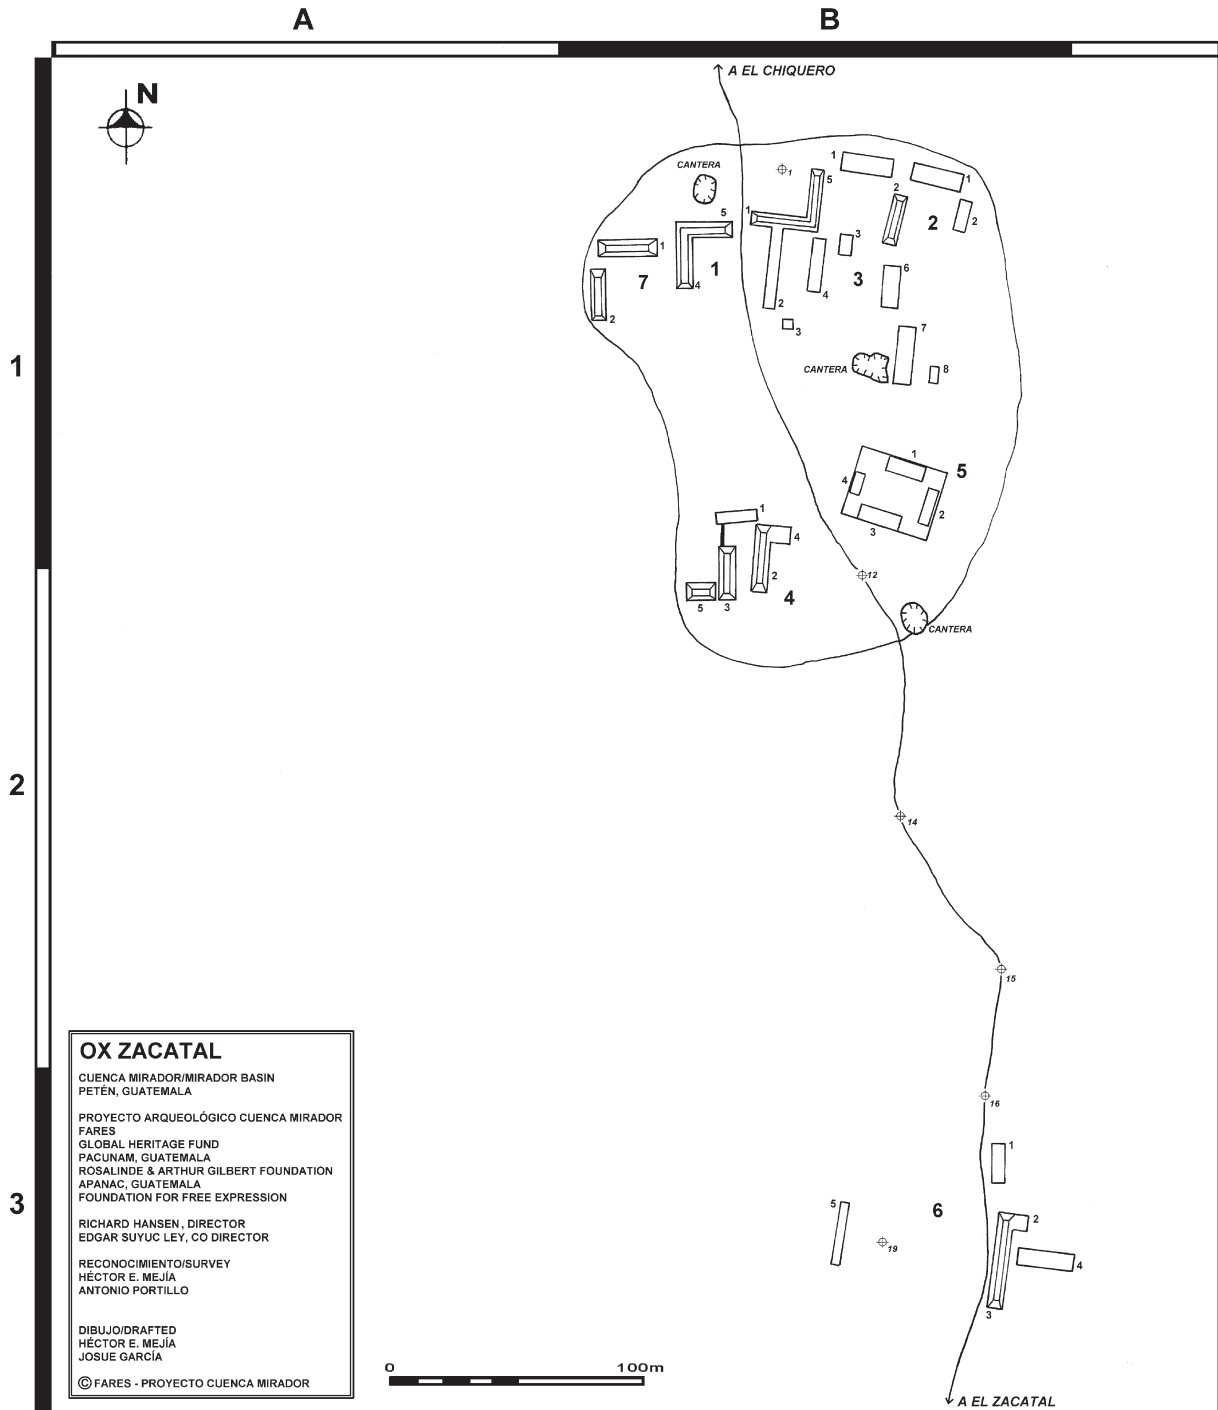 A
B
A EL CHIQUERO
N
CANTERA
1
1
5
1
2
5
1
2
2
1
3
7
1
4
3
6
4
2
2
3
7
1
CANTERA
8
1
5
4
2
3
1
4
12
2
4
5
3
CANTERA
2
14
15
OX ZACATAL
CUENCA MIRADOR/MIRADOR BASIN
PETÉN, GUATEMALA
PROYECTO ARQUEOLÓGICO CUENCA MIRADOR
FARES
GLOBAL HERITAGE FUND
PACUNAM, GUATEMALA
ROSALINDE & ARTHUR GILBERT FOUNDATION
APANAC, GUATEMALA
FOUNDATION FOR FREE EXPRESSION
RICHARD HANSEN, DIRECTOR
EDGAR SUYUC LEY, CO DIRECTOR
RECONOCIMIENTO/SURVEY
HÉCTOR E. MEJÍA
ANTONIO PORTILLO
DIBUJO/DRAFTED
HÉCTOR E. MEJÍA
JOSUE GARCÍA
© FARES - PROYECTO CUENCA MIRADOR
16
1
3
5
6
2
19
4
3
0 100m
A EL ZACATAL